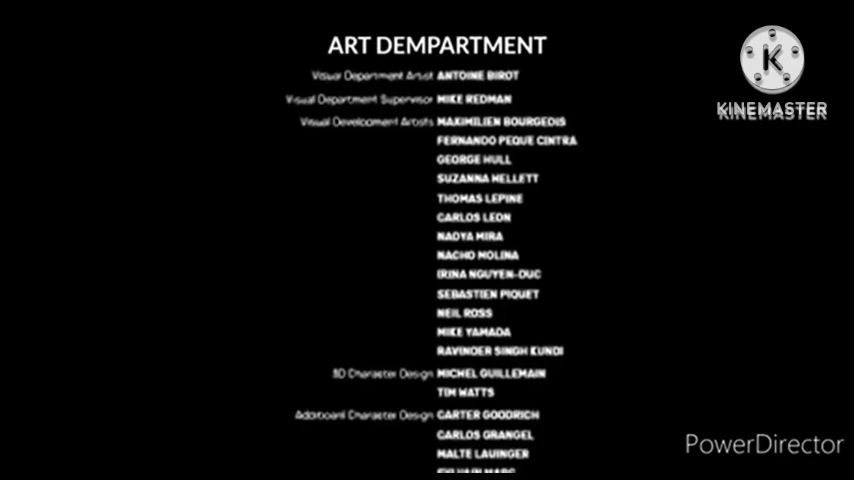 ART DEMPARTMENT
Visual Department Artist ANTOINE BIROT
Visual Department Supervisor MIKE REDMAN
Visual Development Artists MAXIMILIEN BOURGEOIS
FERNANDO PEQUE CINTRA
GEORGE HULL
SUZANNA HELLETT
THOMAS LEPINE
CARLOS LEON
NADYA MIRA
NACHO MOLINA
IRINA NGUYEN-DUC
SEBASTIEN PIQUET
NEIL ROSS
MIKE YAMADA
RAVINDER SINGH KUNDI
Character Design MICHEL GUILLEMAIN
TIM WATTS
Additional Character Design CARTER GOODRICH
CARLOS GRANGEL
MALTE LAUINGER
K
KINEMASTER
PowerDirector